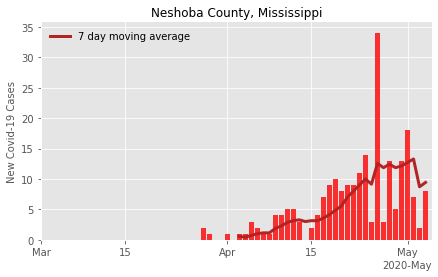 Neshoba County, Mississippi
7 day moving average
New Covid-19 Cases
35
30
25
20
15
10
5
0
Mar
15
Apr
15
May
2020-May